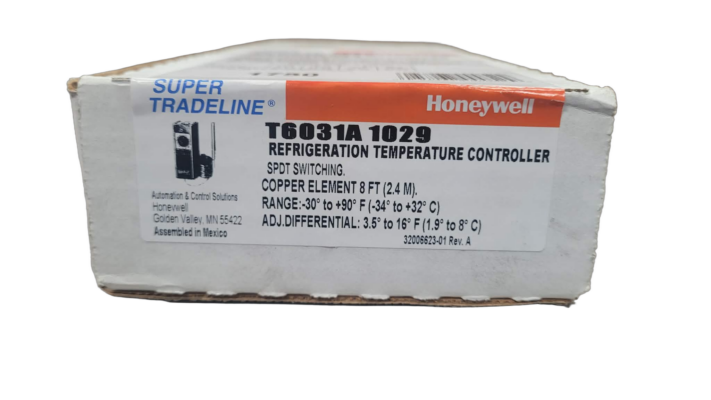 SUPER
TRADELINE®
Honeywell
T6031A 1029
REFRIGERATION TEMPERATURE CONTROLLER
SPDT SWITCHING.
COPPER ELEMENT 8 FT (2.4 M).
RANGE:-30° to +90° F (-34° to +32° C)
ADJ.DIFFERENTIAL: 3.5° to 16° F (1.9° to 8° C)
32006623-01 Rev. A
Automation & Control Solutions
Honeywell
Golden Valley, MN 55422
Assembled in Mexico